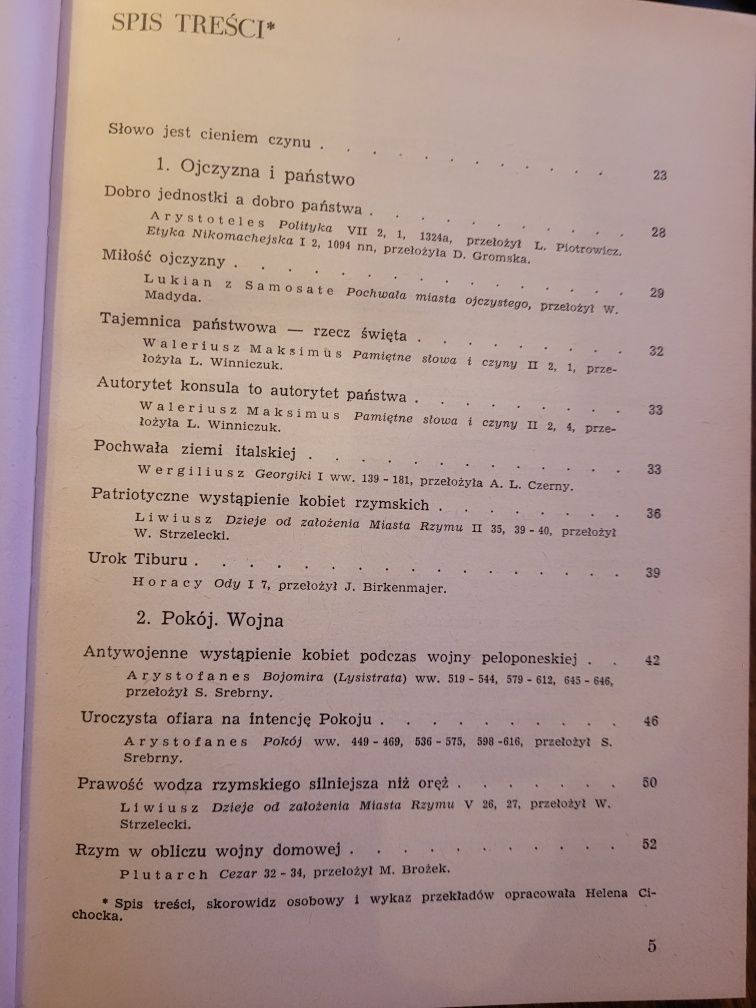 SPIS TREŚCI*
Słowo jest cieniem czynu . . . . . . . . . . . 23
1. Ojczyzna i państwo
Dobro jednostki a dobro państwa . . . . . . . . . . 28
Arystoteles Polityka VII 2, 1, 1324a, przełożył L. Piotrowicz.
Etyka Nikomachejska I 2, 1094 nn, przełożyła D. Gromska.
Miłość ojczyzny . . . . . . . . . . . . . . . 29
Lukian z Samosate Pochwała miasta ojczystego, przełożył W.
Madyda.
Tajemnica państwowa — rzecz święta . . . . . . . . 32
Waleriusz Maksimus Pamiętne słowa i czyny II 2, 1, prze-
łożyła L. Winniczuk.
Autorytet konsula to autorytet państwa . . . . . . . . 33
Waleriusz Maksimus Pamiętne słowa i czyny II 2, 4, prze-
łożyła L. Winniczuk.
Pochwała ziemi italskiej . . . . . . . . . . . . 33
Wergiliusz Georgiki I ww. 139 - 181, przełożyła A. L. Czerny.
Patriotyczne wystąpienie kobiet rzymskich . . . . . . . 36
Liwiusz Dzieje od założenia Miasta Rzymu II 35, 39 - 40, przełożył
W. Strzelecki.
Urok Tiburu . . . . . . . . . . . . . . . . 39
Horacy Ody I 7, przełożył J. Birkenmajer.
2. Pokój. Wojna
Antywojenne wystąpienie kobiet podczas wojny peloponeskiej . . 42
Arystofanes Bojomira (Lysistrata) ww. 519 - 544, 579 - 612, 645 - 646,
przełożył S. Srebrny.
Uroczysta ofiara na intencję Pokoju . . . . . . . . . 46
Arystofanes Pokój ww. 449 - 469, 536 - 575, 598 -616, przełożył S.
Srebrny.
Prawość wodza rzymskiego silniejsza niż oręż . . . . . . . 50
Liwiusz Dzieje od założenia Miasta Rzymu V 26, 27, przełożył W.
Strzelecki.
Rzym w obliczu wojny domowej . . . . . . . . . . 52
Plutarch Cezar 32 - 34, przełożył M. Brożek.
* Spis treści, skorowidz osobowy i wykaz przekładów opracowała Helena Ci-
chocka.
5